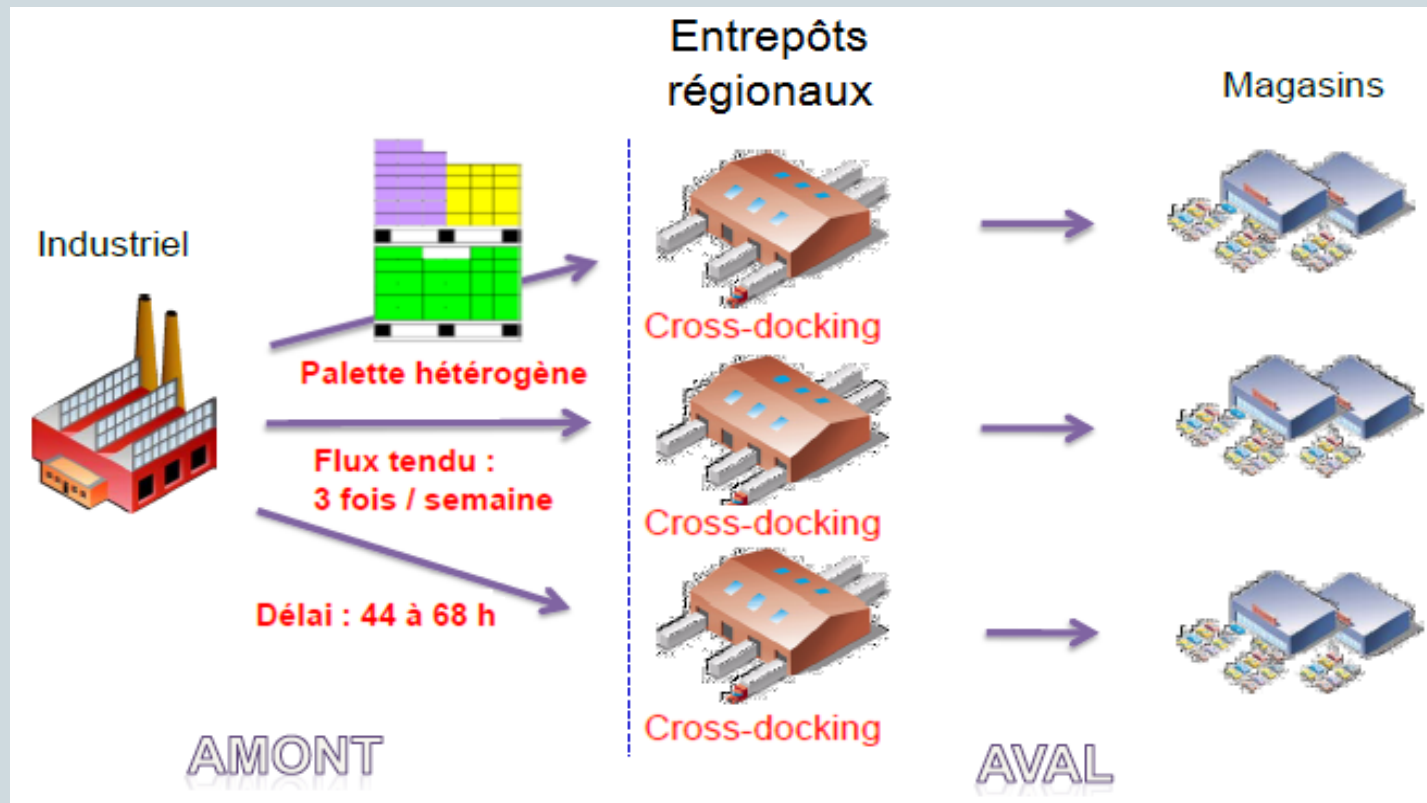 Entrepôts
régionaux
Magasins
Industriel
Cross-docking
Palette hétérogène
Flux tendu :
3 fois / semaine
Cross-docking
Délai : 44 à 68 h
Cross-docking
AMONT
AVAL